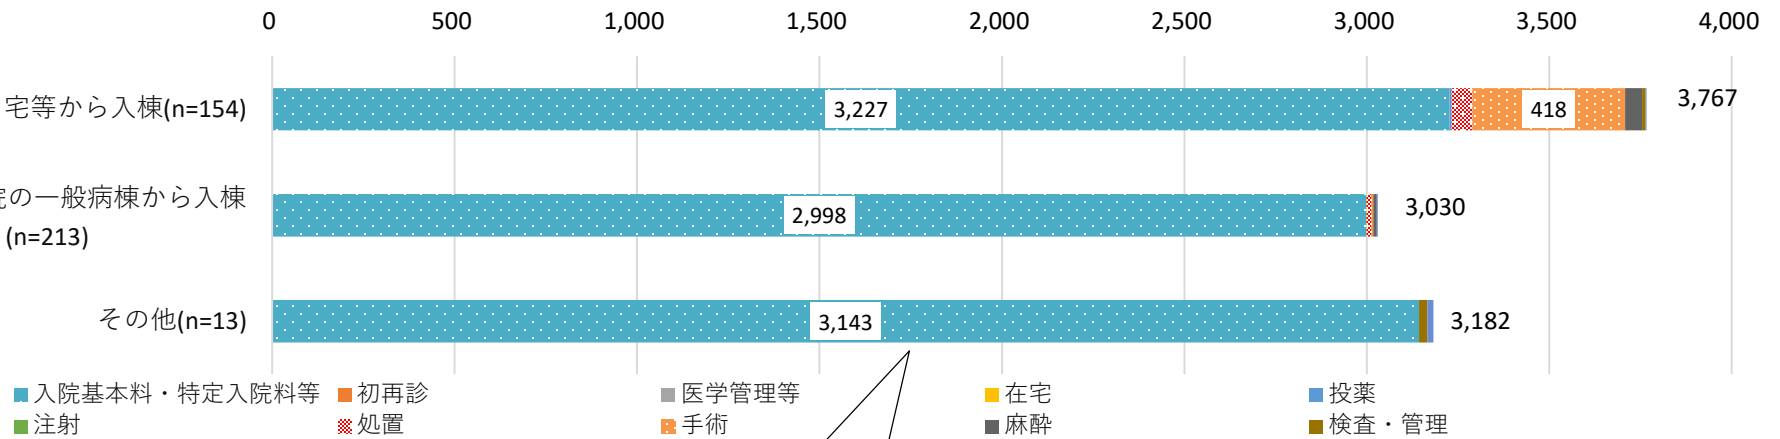 0 500 1,000 1,500 2,000 2,500 3,000 3,500 4,000
宅等から入棟(n=154) 3,227 418 3,767
の一般病棟から入棟
(n=213) 2,998 3,030
その他(n=13) 3,143 3,182
入院基本料・特定入院料等 初再診 医学管理等 在宅 投薬
注射 処置 手術 麻酔 検査・管理